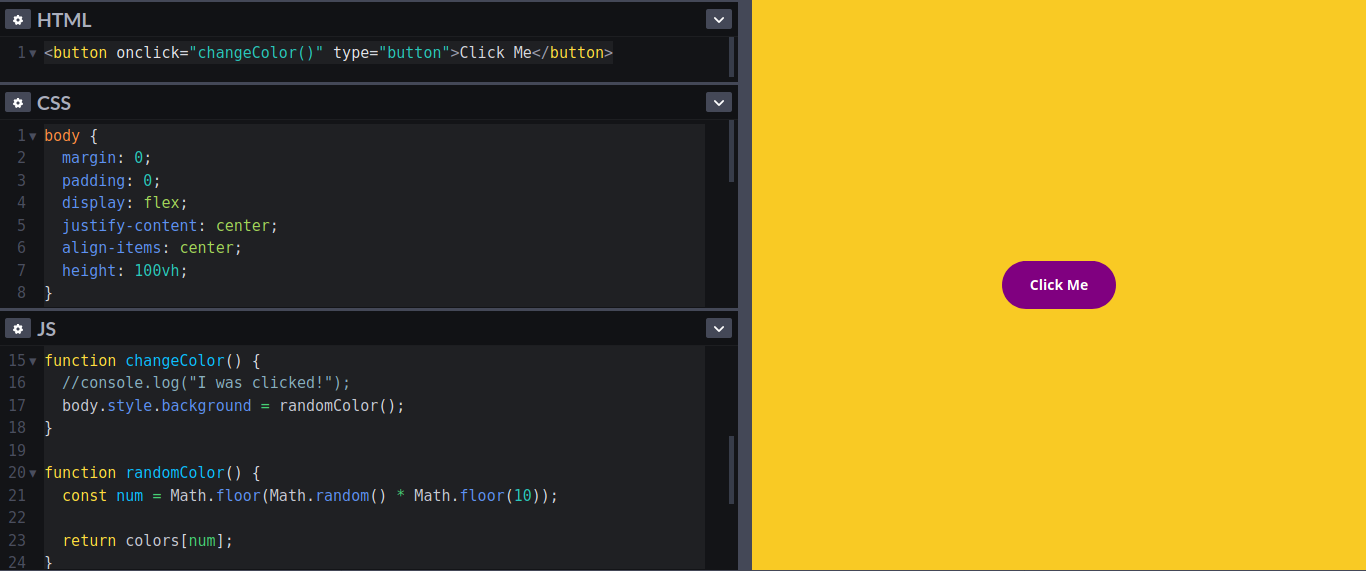 HTML
1 <button onclick="changeColor()" type="button">Click Me</button>
CSS
1 body {
2 margin: 0;
3 padding: 0;
4 display: flex;
5 justify-content: center;
6 align-items: center;
7 height: 100vh;
8 }
JS
15 function changeColor() {
16 //console.log("I was clicked!");
17 body.style.background = randomColor();
18 }
19
20 function randomColor() {
21 const num = Math.floor(Math.random() * Math.floor(10));
22
23 return colors[num];
24 }
Click Me